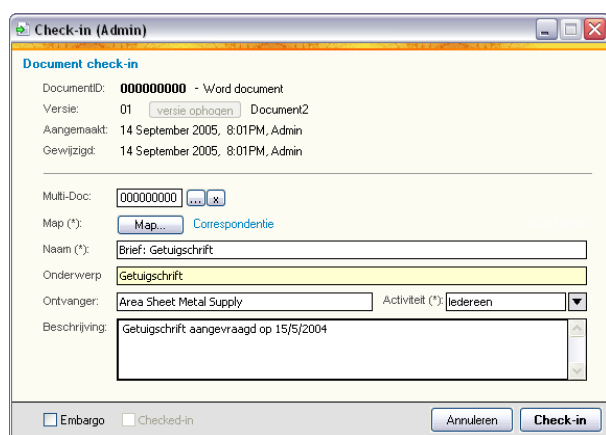 Check-in (Admin)
Document check-in
DocumentID: 000000000 - Word document
Versie: 01 versie ophogen Document2
Aangemaakt: 14 September 2005, 8:01PM, Admin
Gewijzigd: 14 September 2005, 8:01PM, Admin
Multi-Doc: 000000000 ... x
Map (*): Map... Correspondentie
Naam (*): Brief: Getuigschrift
Onderwerp Getuigschrift
Ontvanger: Area Sheet Metal Supply Activiteit (*): Iedereen
Beschrijving: Getuigschrift aangevraagd op 15/5/2004
Embargo Checked-in Annuleren Check-in